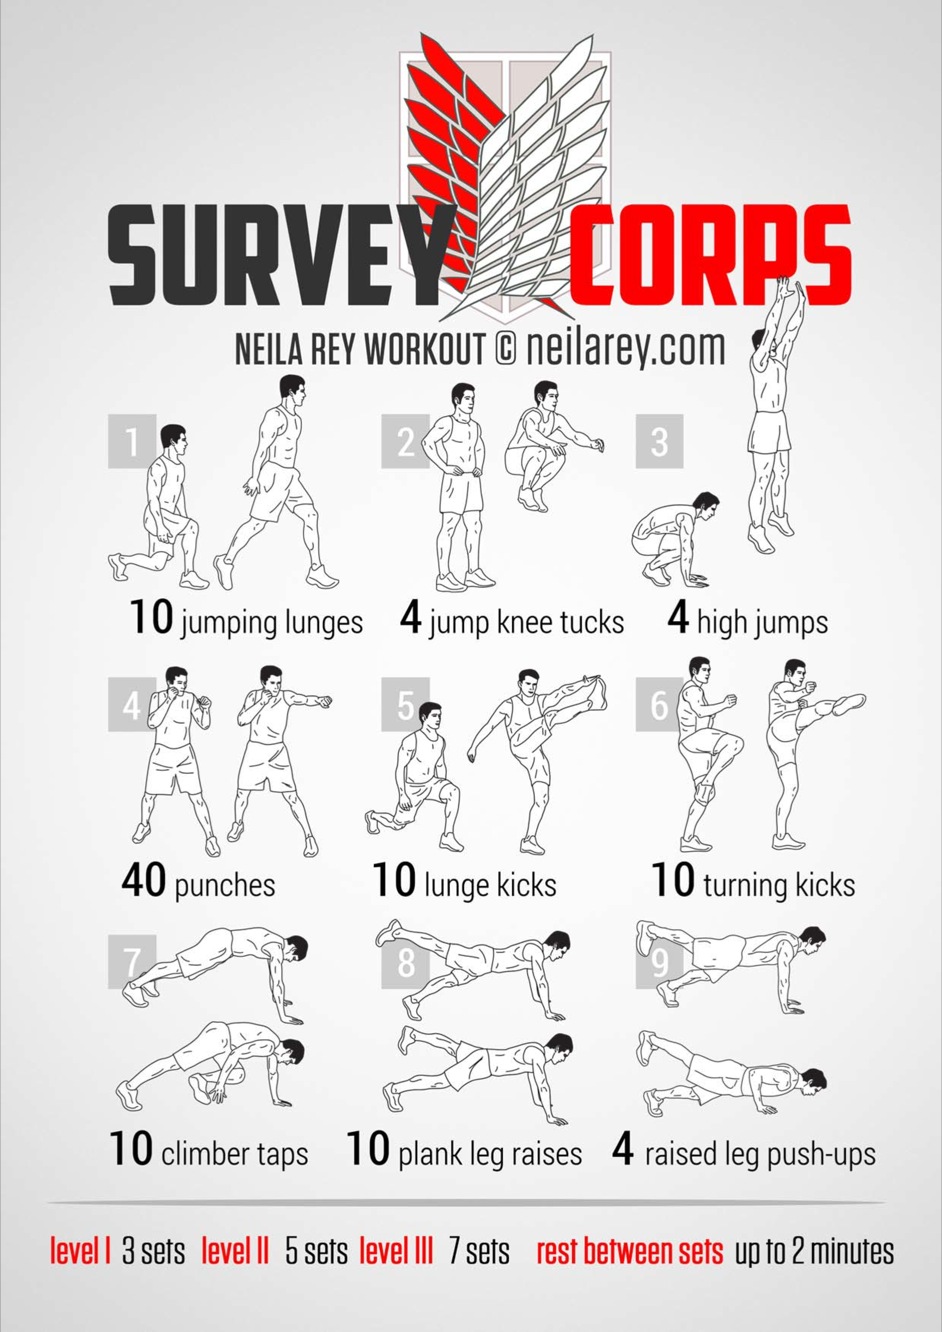 SURVEY CORPS
NEILA REY WORKOUT © neilarey.com
1
2
3
10 jumping lunges
4 jump knee tucks
4 high jumps
4
5
6
40 punches
10 lunge kicks
10 turning kicks
7
8
9
10 climber taps
10 plank leg raises
4 raised leg push-ups
level I 3 sets level II 5 sets level III 7 sets rest between sets up to 2 minutes